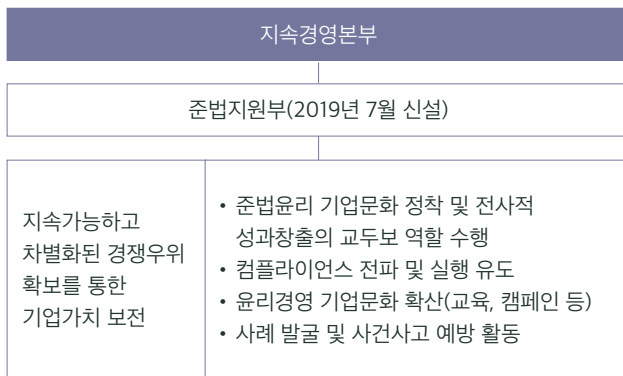 지속경영본부
준법지원부(2019년 7월 신설)
지속가능하고
차별화된 경쟁우위
확보를 통한
기업가치 보전
• 준법윤리 기업문화 정착 및 전사적
성과창출의 교두보 역할 수행
• 컴플라이언스 전파 및 실행 유도
• 윤리경영 기업문화 확산(교육, 캠페인 등)
• 사례 발굴 및 사건사고 예방 활동